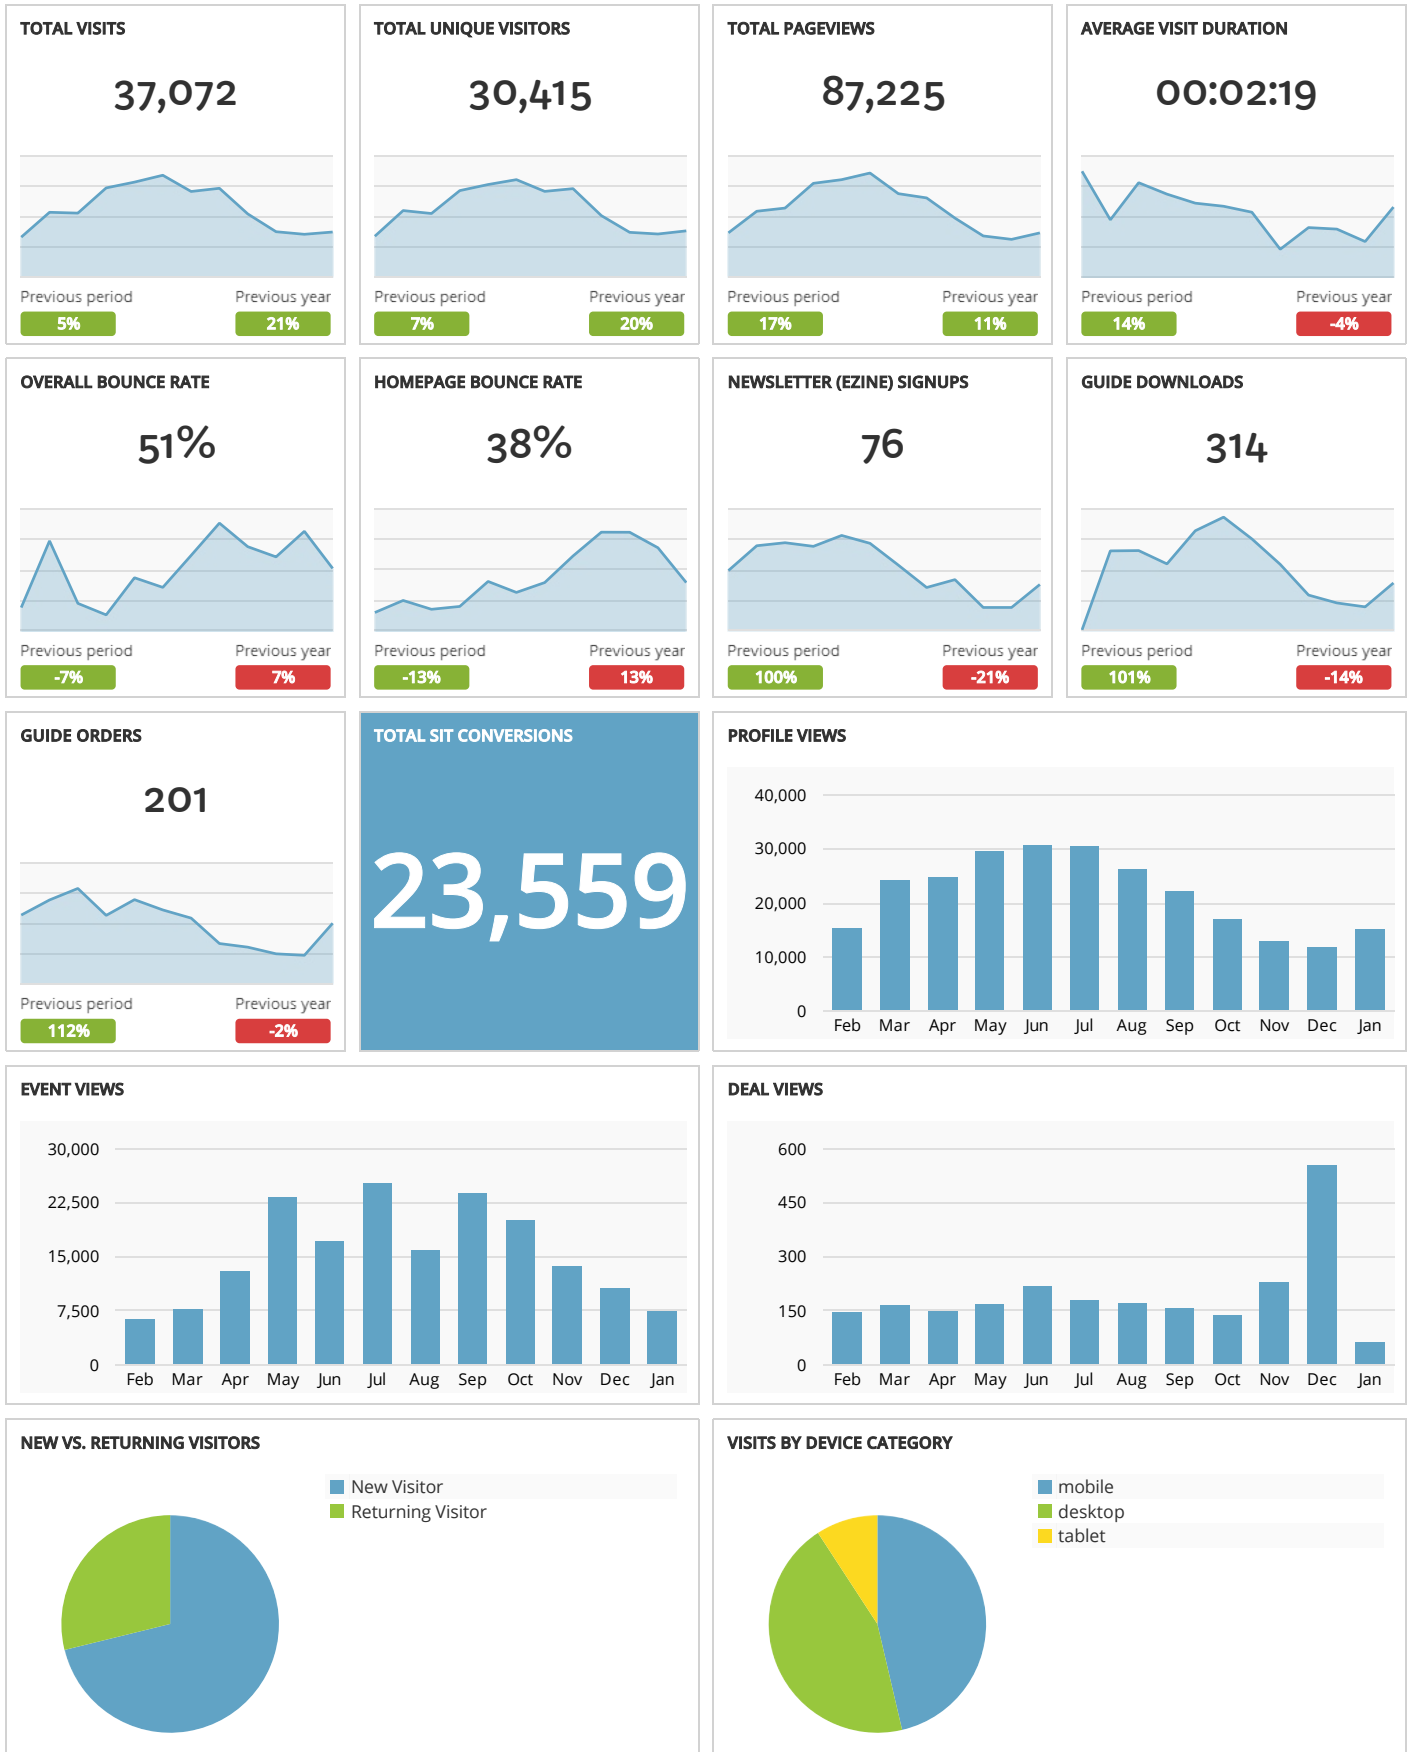 TOTAL VISITS
37,072
Previous period
Previous year
5%
21%
TOTAL UNIQUE VISITORS
30,415
Previous period
Previous year
7%
20%
TOTAL PAGEVIEWS
87,225
Previous period
Previous year
17%
11%
AVERAGE VISIT DURATION
00:02:19
Previous period
Previous year
14%
-4%
OVERALL BOUNCE RATE
51%
Previous period
Previous year
-7%
7%
HOMEPAGE BOUNCE RATE
38%
Previous period
Previous year
-13%
13%
NEWSLETTER (EZINE) SIGNUPS
76
Previous period
Previous year
100%
-21%
GUIDE DOWNLOADS
314
Previous period
Previous year
101%
-14%
GUIDE ORDERS
201
Previous period
Previous year
112%
-2%
TOTAL SIT CONVERSIONS
23,559
PROFILE VIEWS
40,000
30,000
20,000
10,000
0
Feb Mar Apr May Jun Jul Aug Sep Oct Nov Dec Jan
EVENT VIEWS
30,000
22,500
15,000
7,500
0
Feb Mar Apr May Jun Jul Aug Sep Oct Nov Dec Jan
DEAL VIEWS
600
450
300
150
0
Feb Mar Apr May Jun Jul Aug Sep Oct Nov Dec Jan
NEW VS. RETURNING VISITORS
New Visitor
Returning Visitor
VISITS BY DEVICE CATEGORY
mobile
desktop
tablet